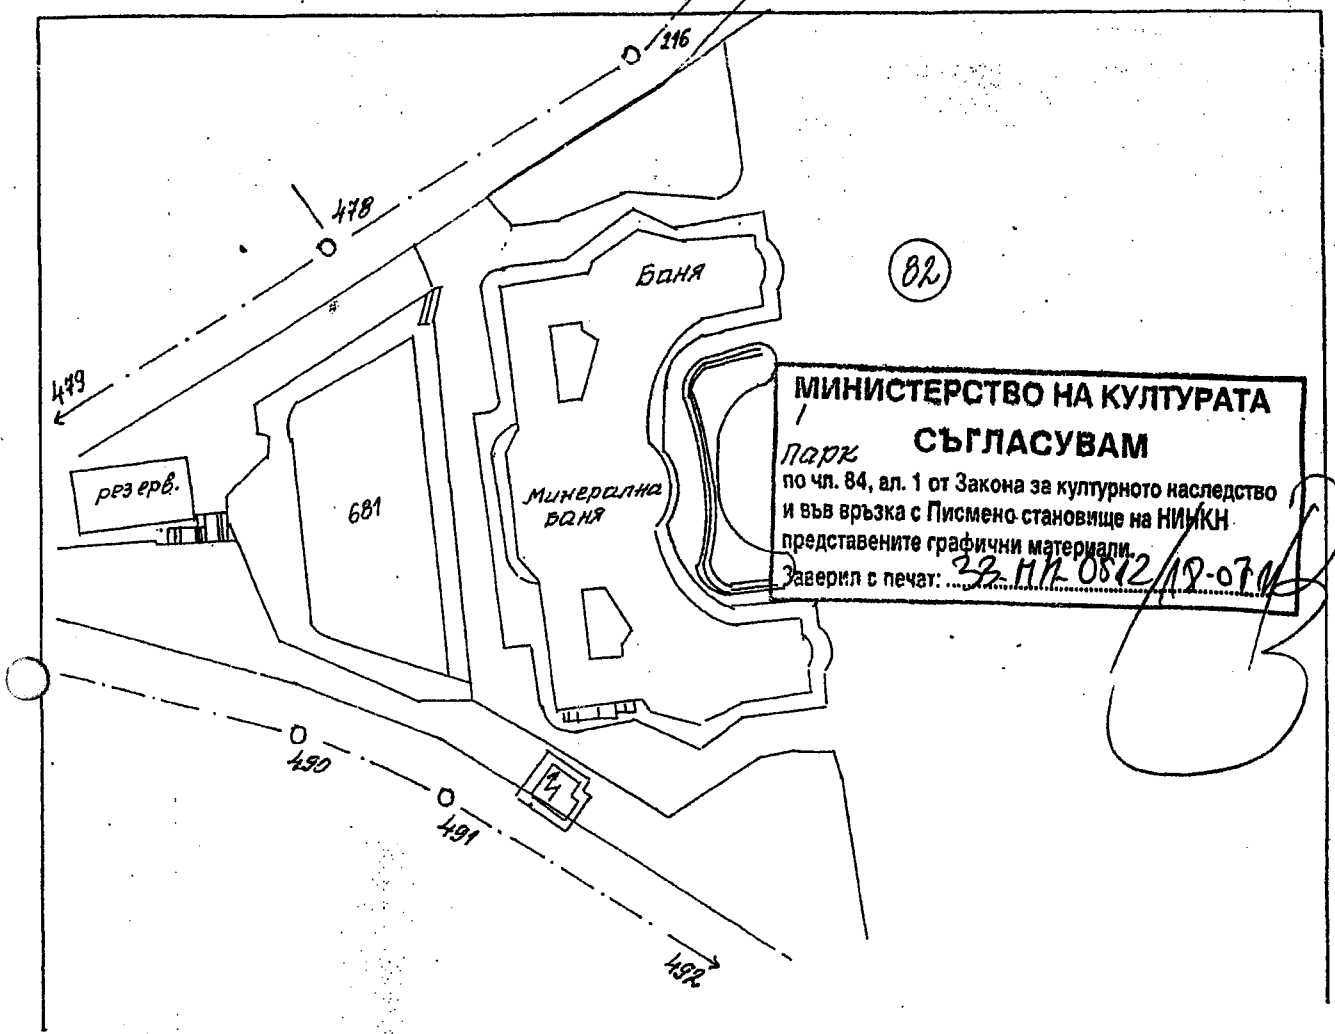 216
478
Баня
82
479
МИНИСТЕРСТВО НА КУЛТУРАТА
СЪГЛАСУВАМ
парк
по чл. 84, ал. 1 от Закона за културното наследство
и във връзка с Писмено становище на НИНКН
представените графични материали.
Заверил с печат:
резерв.
681
Минерална
Баня
490
491
492